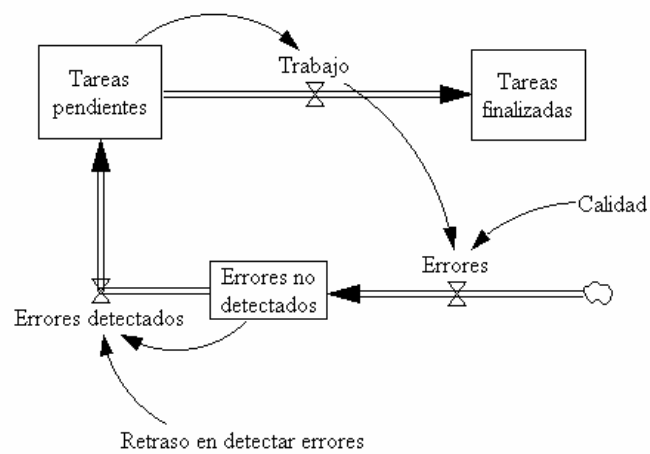 Trabajo
Tareas
pendientes
Tareas
finalizadas
Calidad
Errores
Errores no
detectados
Errores detectados
Retraso en detectar errores